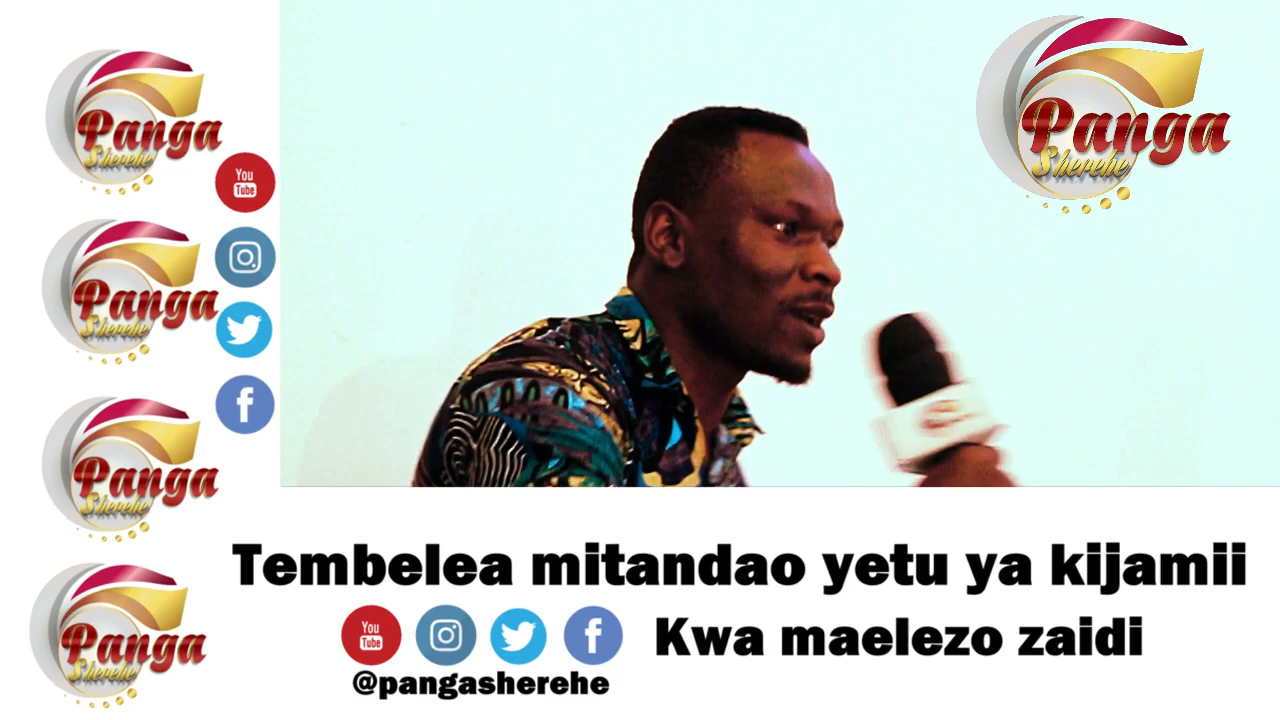 Panga
Sherehe
You
Tube
Panga
Sherehe
Panga
Sherehe
Panga
Sherehe
Panga
Sherehe
Tembelea mitandao yetu ya kijamii
You
Tube
Kwa maelezo zaidi
@pangasherehe